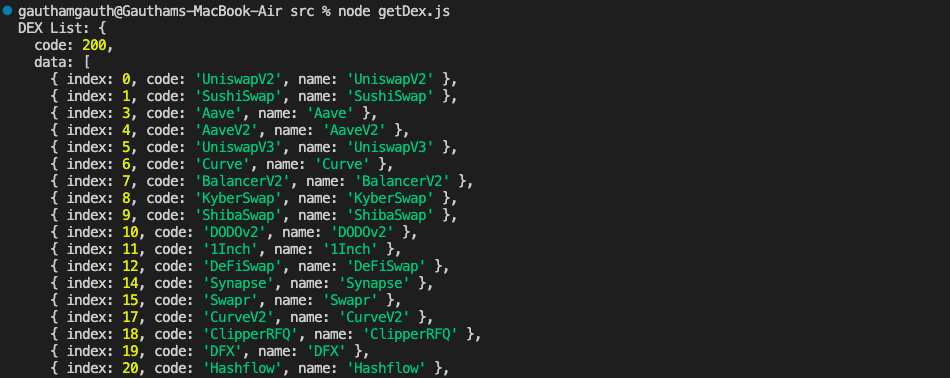 gauthamgauth@Gauthams-MacBook-Air src % node getDex.js
DEX List: {
code: 200,
data: [
{ index: 0, code: 'UniswapV2', name: 'UniswapV2' },
{ index: 1, code: 'SushiSwap', name: 'SushiSwap' },
{ index: 3, code: 'Aave', name: 'Aave' },
{ index: 4, code: 'AaveV2', name: 'AaveV2' },
{ index: 5, code: 'UniswapV3', name: 'UniswapV3' },
{ index: 6, code: 'Curve', name: 'Curve' },
{ index: 7, code: 'BalancerV2', name: 'BalancerV2' },
{ index: 8, code: 'KyberSwap', name: 'KyberSwap' },
{ index: 9, code: 'ShibaSwap', name: 'ShibaSwap' },
{ index: 10, code: 'DODOv2', name: 'DODOv2' },
{ index: 11, code: '1Inch', name: '1Inch' },
{ index: 12, code: 'DeFiSwap', name: 'DeFiSwap' },
{ index: 14, code: 'Synapse', name: 'Synapse' },
{ index: 15, code: 'Swapr', name: 'Swapr' },
{ index: 17, code: 'CurveV2', name: 'CurveV2' },
{ index: 18, code: 'ClipperRFQ', name: 'ClipperRFQ' },
{ index: 19, code: 'DFX', name: 'DFX' },
{ index: 20, code: 'Hashflow', name: 'Hashflow' },